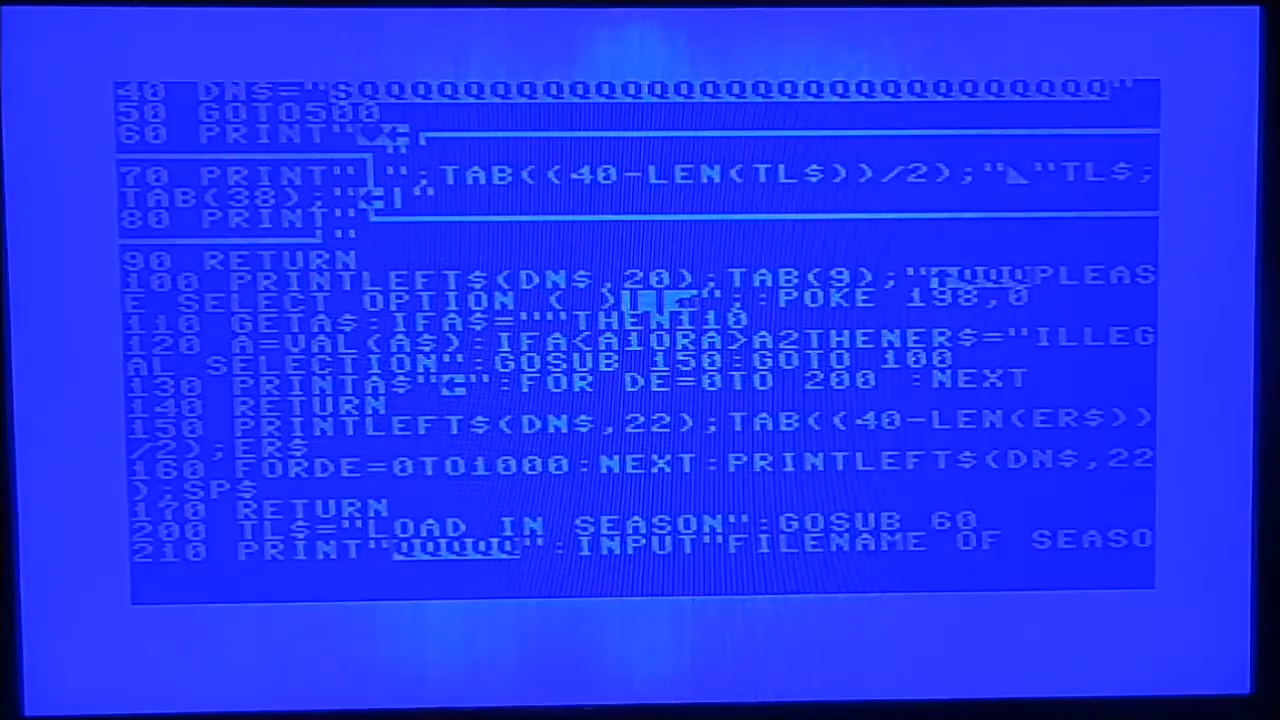 40 DN$="SQQQQQQQQQQQQQQQQQQQQQQQQQQQQQ"
50 GOTO500
60 PRINT"
"
70 PRINT" ";TAB((40-LEN(TL$))/2);"◣"TL$;
TAB(38);" "
80 PRINT"
"
90 RETURN
100 PRINTLEFT$(DN$,20);TAB(9);" QQQQPLEAS
E SELECT OPTION ( ) ";:POKE 198,0
110 GETA$:IFA$=""THEN110
120 A=VAL(A$):IFA<A1ORA>A2THENER$="ILLEG
AL SELECTION":GOSUB 150:GOTO 100
130 PRINTA$" ":FOR DE=0TO 200 :NEXT
140 RETURN
150 PRINTLEFT$(DN$,22);TAB((40-LEN(ER$))
/2);ER$
160 FORDE=0TO1000:NEXT:PRINTLEFT$(DN$,22
);SP$
170 RETURN
200 TL$="LOAD IN SEASON":GOSUB 60
210 PRINT"QQQQQ":INPUT"FILENAME OF SEASO